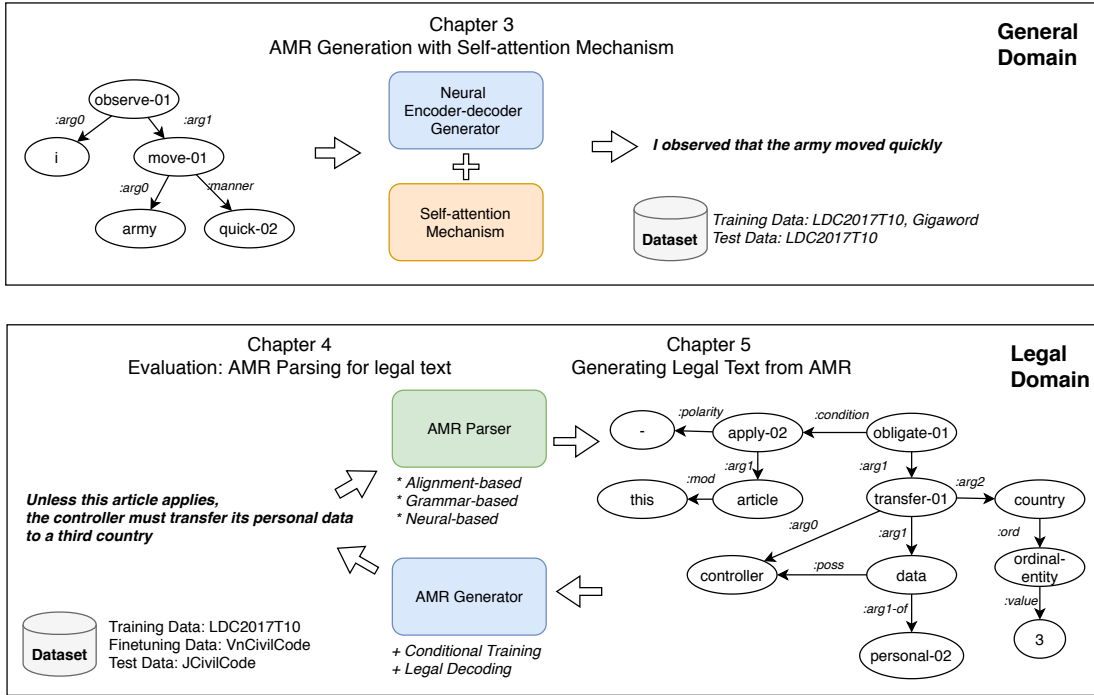 Chapter 3
AMR Generation with Self-attention Mechanism
General
Domain
observe-01
:arg0
:arg1
i
move-01
:arg0
:manner
army
quick-02
Neural
Encoder-decoder
Generator
Self-attention
Mechanism
I observed that the army moved quickly
Dataset
Training Data: LDC2017T10, Gigaword
Test Data: LDC2017T10
Chapter 4
Evaluation: AMR Parsing for legal text
Chapter 5
Generating Legal Text from AMR
Legal
Domain
Unless this article applies,
the controller must transfer its personal data
to a third country
AMR Parser
* Alignment-based
* Grammar-based
* Neural-based
AMR Generator
+ Conditional Training
+ Legal Decoding
Dataset
Training Data: LDC2017T10
Finetuning Data: VnCivilCode
Test Data: JCivilCode
-
:polarity
apply-02
:condition
obligate-01
:arg1
:arg1
this
:mod
article
transfer-01
:arg2
country
:arg0
:arg1
:ord
controller
:poss
data
ordinal-
entity
:arg1-of
:value
personal-02
3